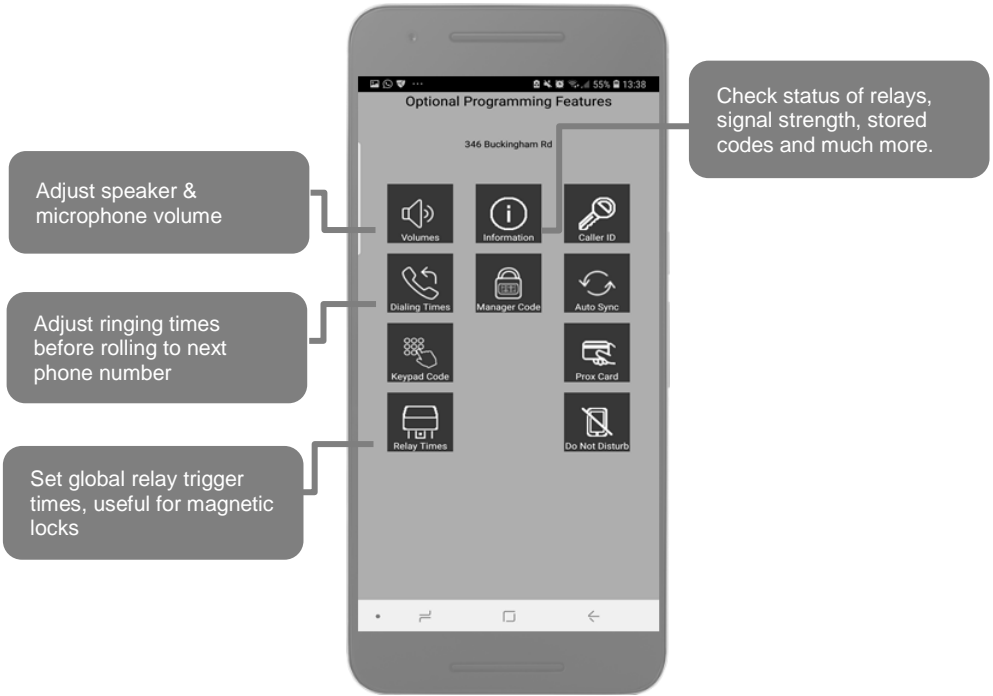 55% 13:38
Optional Programming Features
346 Buckingham Rd
Check status of relays,
signal strength, stored
codes and much more.
Adjust speaker &
microphone volume
Volumes
Information
Caller ID
Adjust ringing times
before rolling to next
phone number
Dialing Times
Manager Code
Auto Sync
Keypad Code
Prox Card
Set global relay trigger
times, useful for magnetic
locks
Relay Times
Do Not Disturb